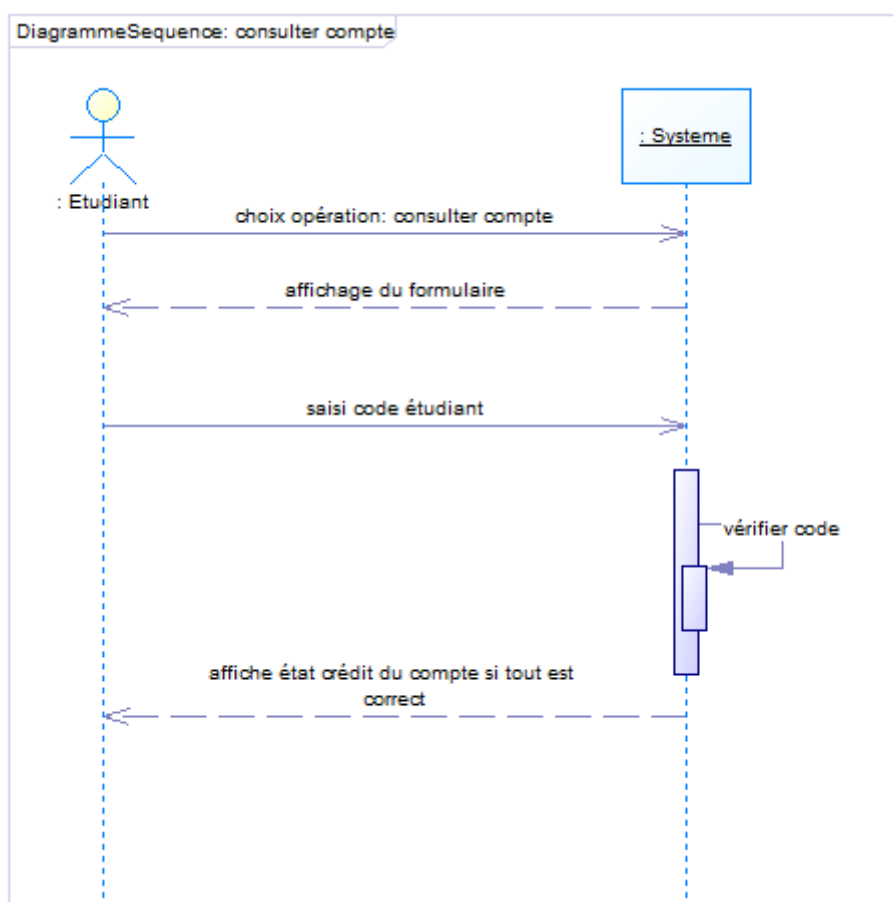 DiagrammeSequence: consulter compte
: Systeme
: Etudiant
choix opération: consulter compte
affichage du formulaire
saisi code étudiant
vérifier code
affiche état crédit du compte si tout est
correct